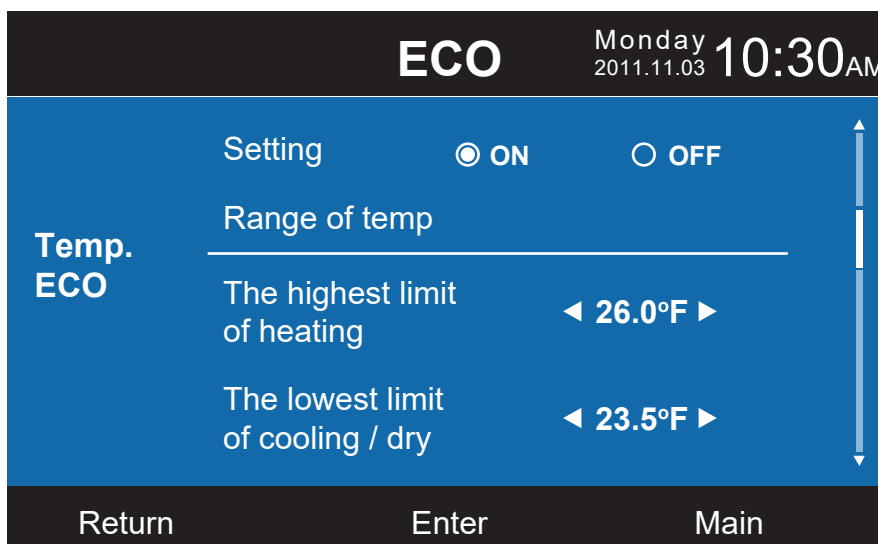 ECO
Monday
2011.11.03 10:30AM
Setting ON OFF
Range of temp
Temp.
ECO
The highest limit
of heating
26.0°F
The lowest limit
of cooling / dry
23.5°F
Return Enter Main